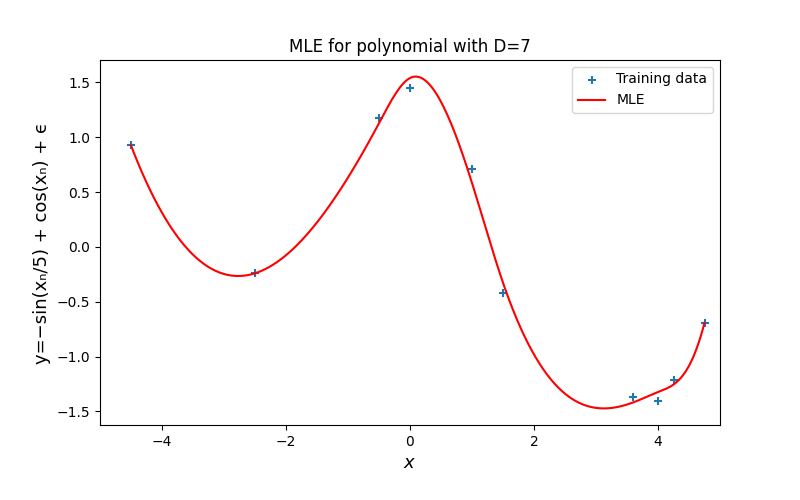 MLE for polynomial with D=7
Training data
MLE
y=−sin(xₙ/5) + cos(xₙ) + ϵ
1.5
1.0
0.5
0.0
−0.5
−1.0
−1.5
−4
−2
0
2
4
x